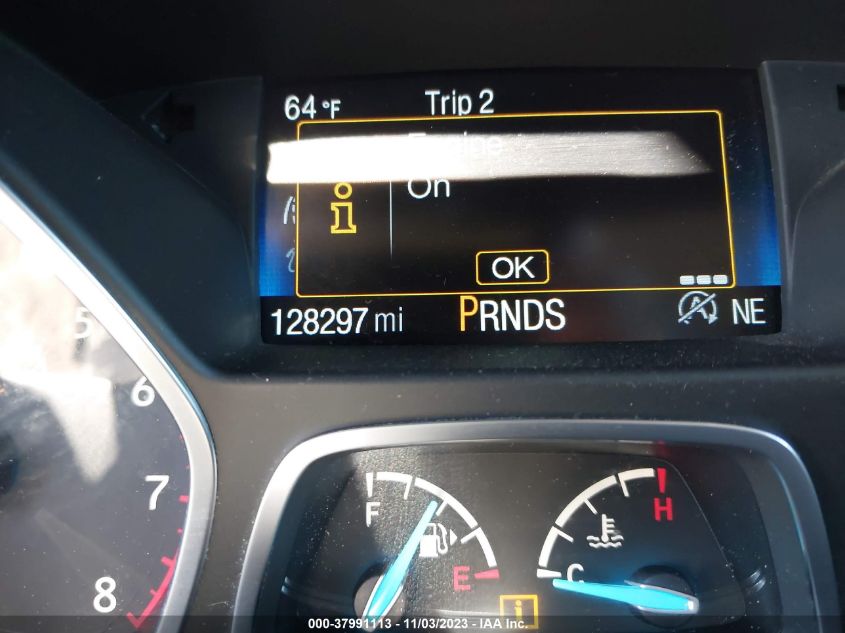 64 °F Trip 2
Engine
On
OK
128297 mi PRNDS A NE
5
6
7
8
F
E
H
C
000-37991113 - 11/03/2023 - IAA Inc.